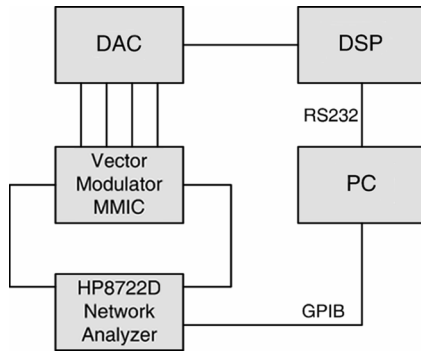 DAC
DSP
RS232
Vector
Modulator
MMIC
PC
HP8722D
Network
Analyzer
GPIB